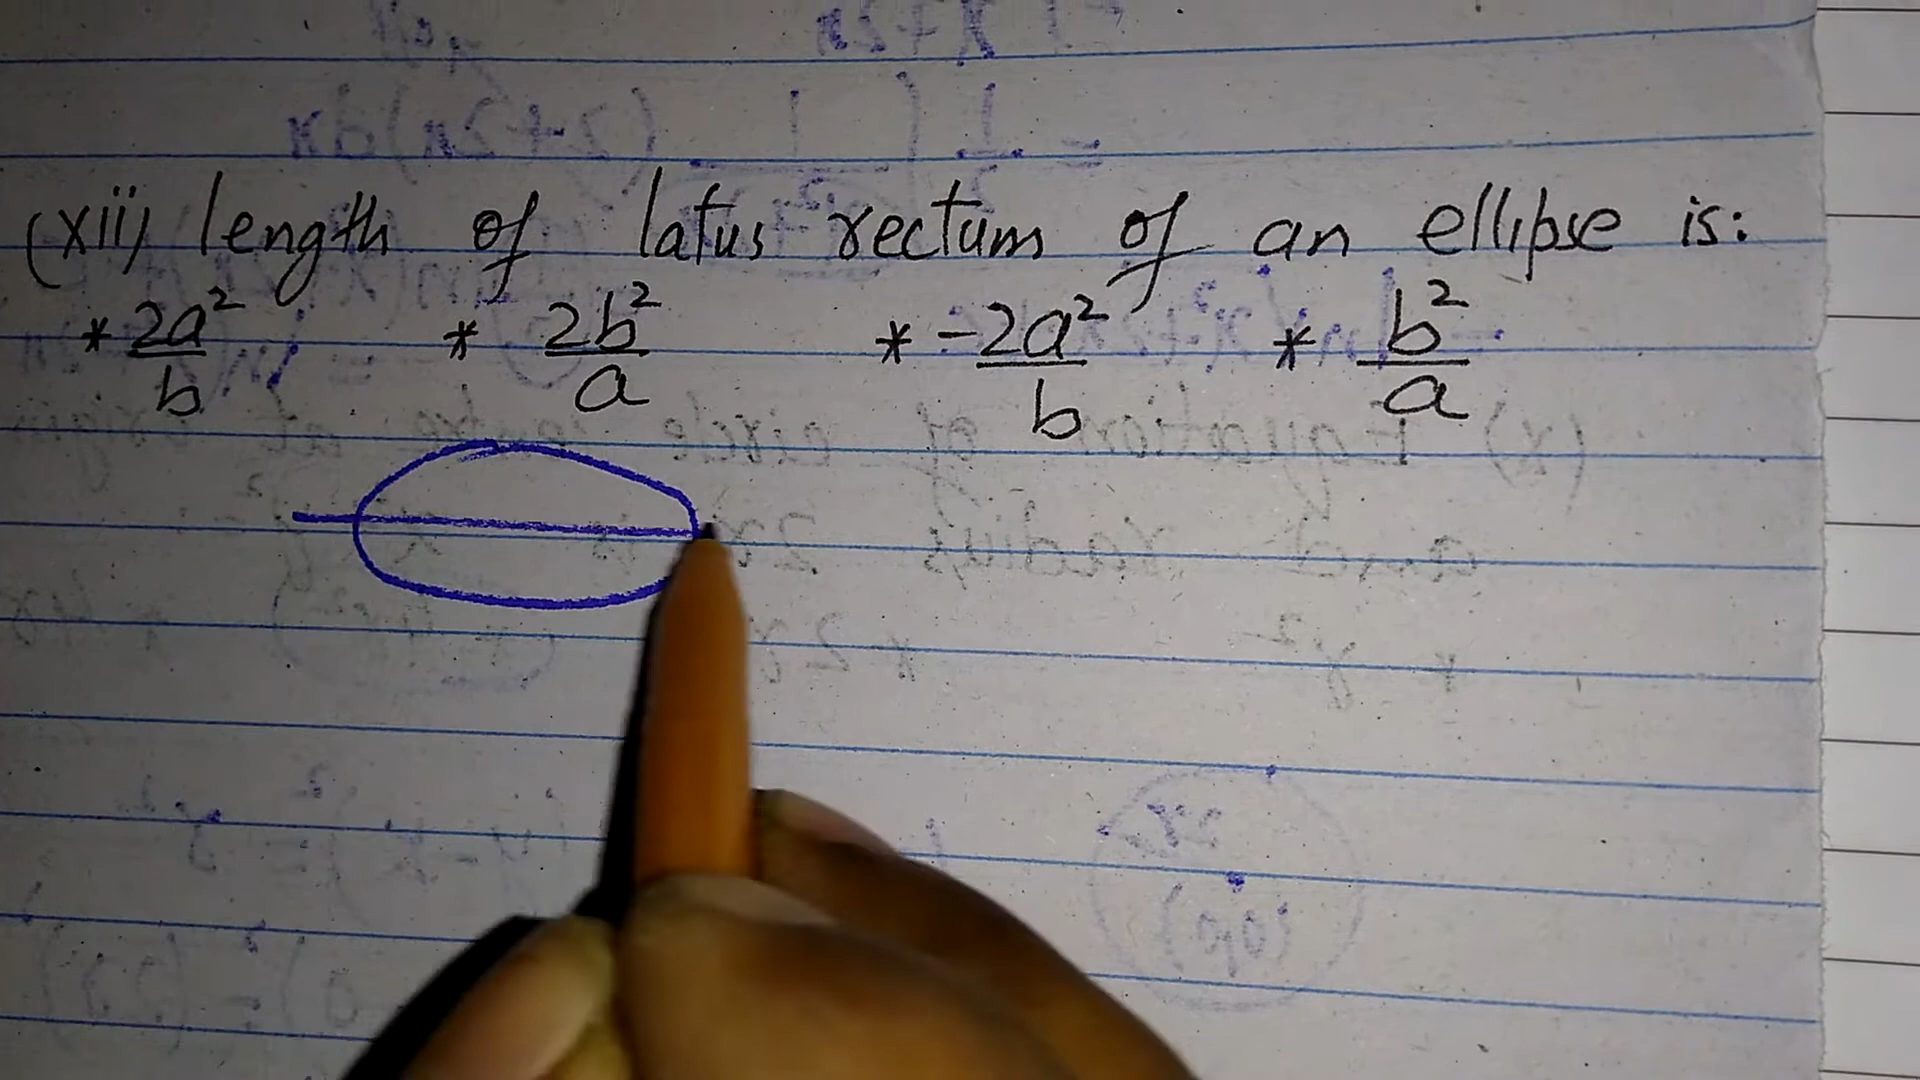 (xii) length of latus rectum of an ellipse is:
* 2a²/b * 2b²/a * -2a²/b * b²/a